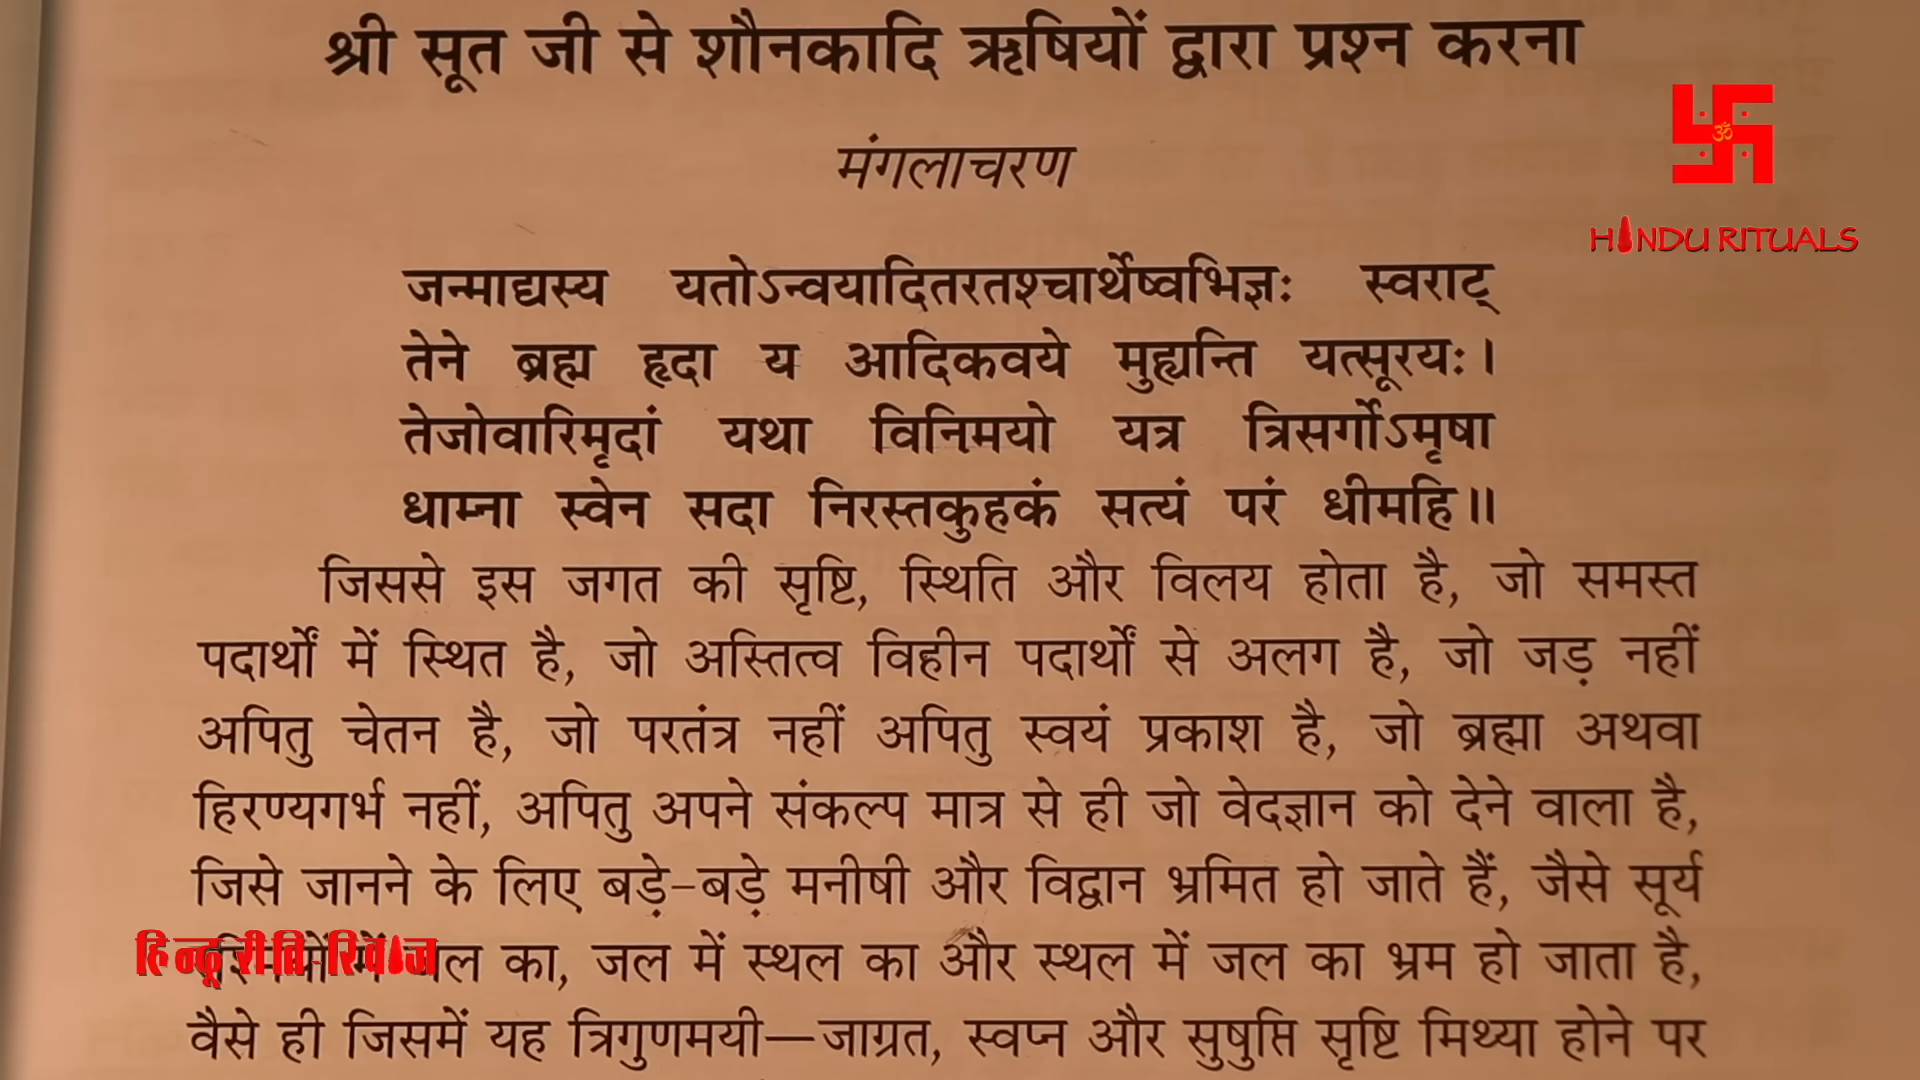 श्री सूत जी से शौनकादि ऋषियों द्वारा प्रश्न करना
मंगलाचरण
ॐ
HINDU RITUALS
जन्माद्यस्य यतोऽन्वयादितरतश्चार्थेष्वभिज्ञः स्वराट्
तेने ब्रह्म हृदा य आदिकवये मुह्यन्ति यत्सूरयः।
तेजोवारिमृदां यथा विनिमयो यत्र त्रिसर्गोऽमृषा
धाम्ना स्वेन सदा निरस्तकुहकं सत्यं परं धीमहि॥
जिससे इस जगत की सृष्टि, स्थिति और विलय होता है, जो समस्त
पदार्थों में स्थित है, जो अस्तित्व विहीन पदार्थों से अलग है, जो जड़ नहीं
अपितु चेतन है, जो परतंत्र नहीं अपितु स्वयं प्रकाश है, जो ब्रह्मा अथवा
हिरण्यगर्भ नहीं, अपितु अपने संकल्प मात्र से ही जो वेदज्ञान को देने वाला है,
जिसे जानने के लिए बड़े-बड़े मनीषी और विद्वान भ्रमित हो जाते हैं, जैसे सूर्य
का, जल में स्थल का और स्थल में जल का भ्रम हो जाता है,
हिन्दू रीति-रिवाज
वैसे ही जिसमें यह त्रिगुणमयी—जाग्रत, स्वप्न और सुषुप्ति सृष्टि मिथ्या होने पर